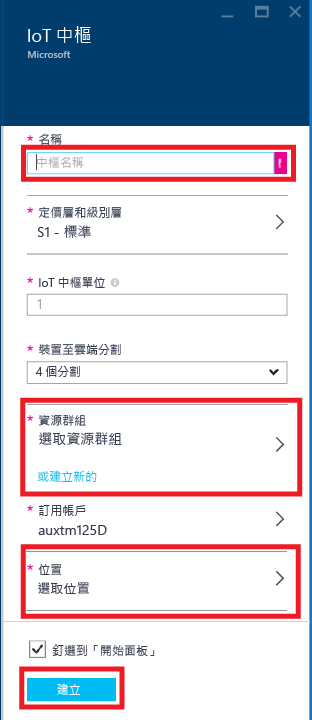 IoT 中樞
Microsoft
* 名稱
中樞名稱
!
* 定價層和級別層
S1 - 標準
* IoT 中樞單位
1
* 裝置至雲端分割
4 個分割
* 資源群組
選取資源群組
或建立新的
* 訂用帳戶
auxtm125D
* 位置
選取位置
釘選到「開始面板」
建立